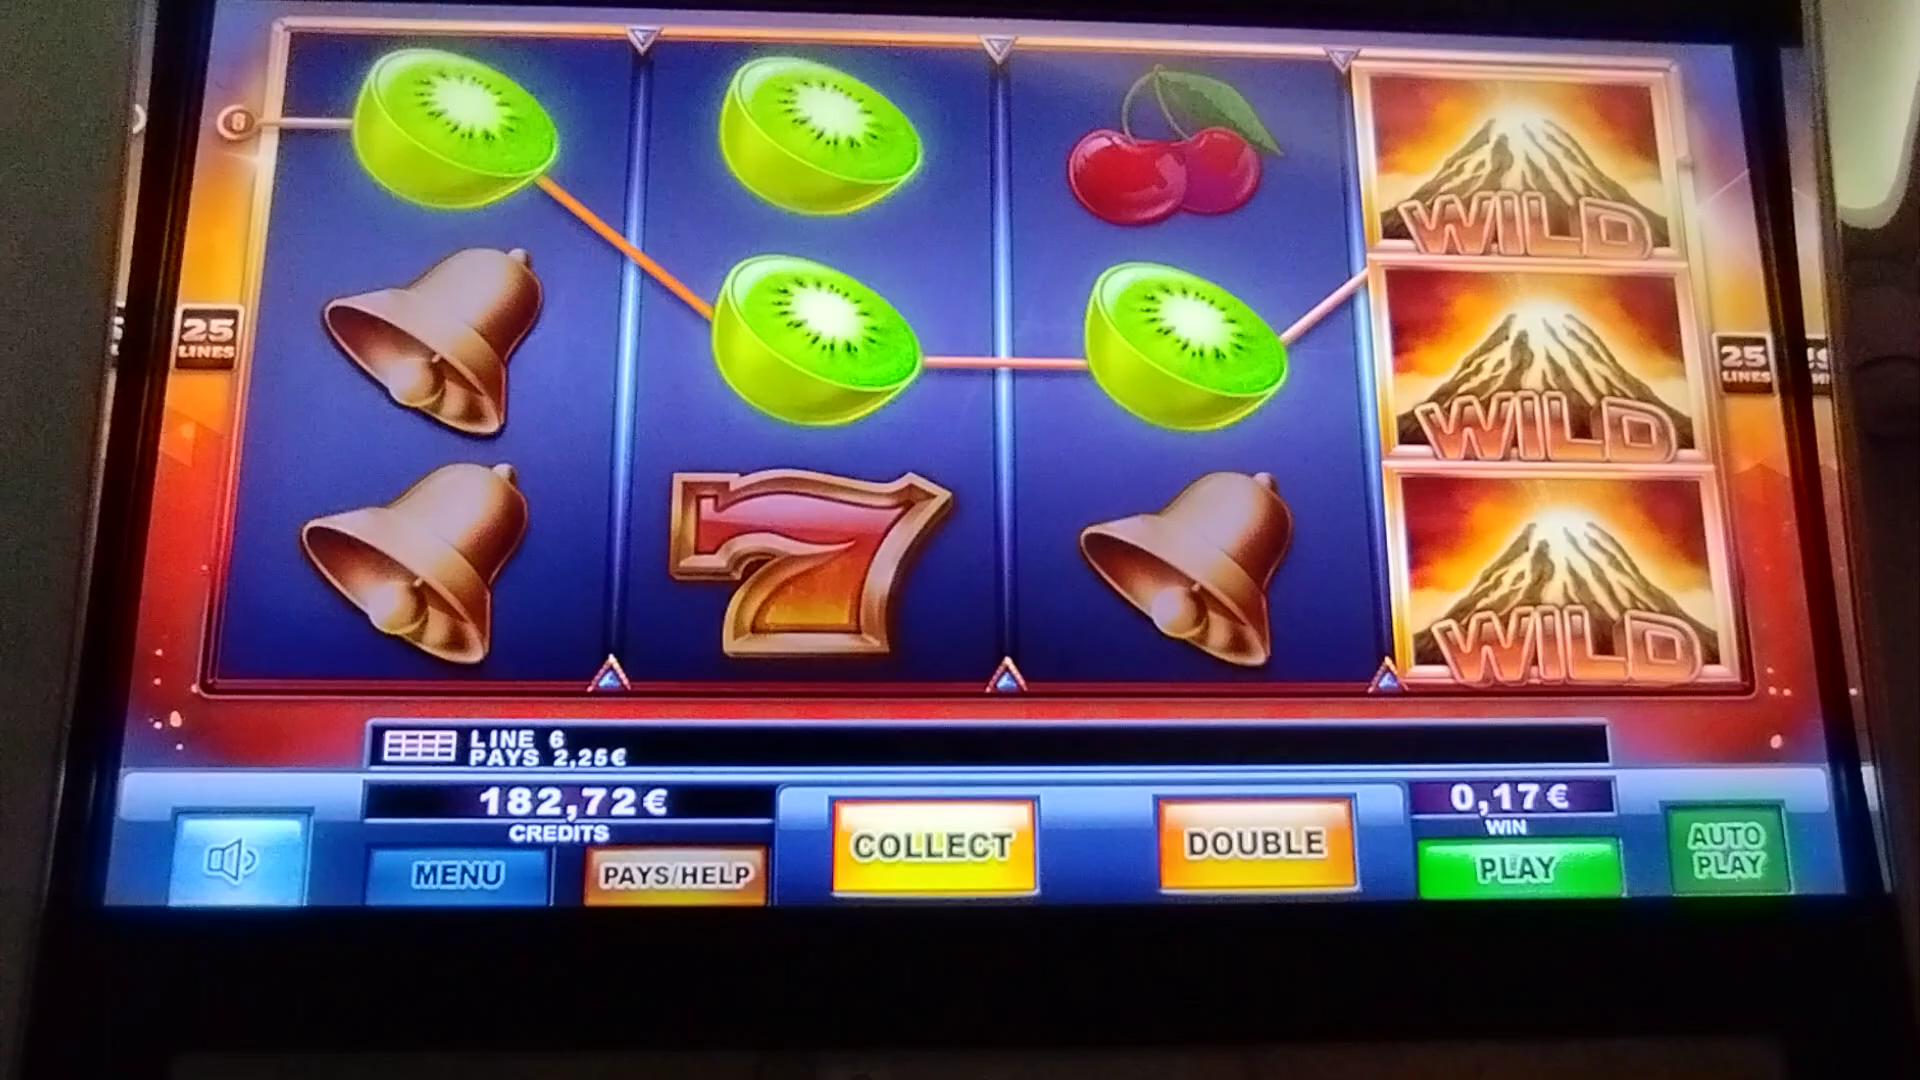 6
WILD
25
LINES
WILD
25
LINES
WILD
LINE 6
PAYS 2,25€
182,72€
CREDITS
0,17€
WIN
MENU
PAYS/HELP
COLLECT
DOUBLE
PLAY
AUTO
PLAY